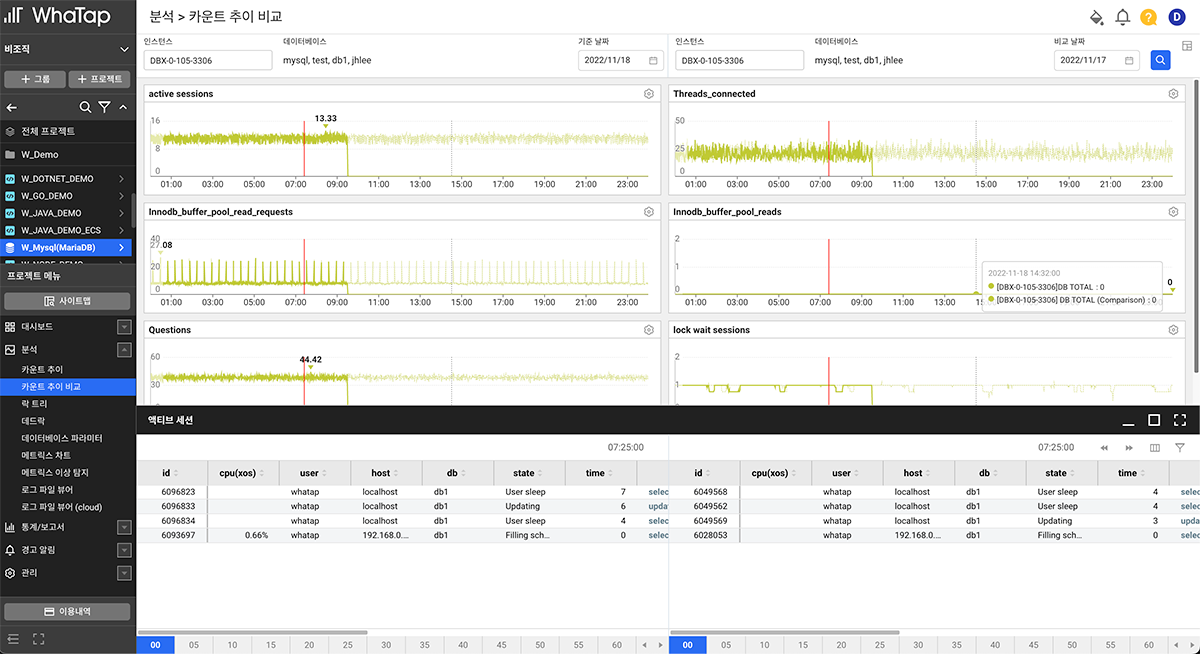 WhaTap
분석 > 카운트 추이 비교
D
비조직
+ 그룹
+ 프로젝트
전체 프로젝트
W_Demo
W_DOTNET_DEMO
W_GO_DEMO
W_JAVA_DEMO
W_JAVA_DEMO_ECS
W_Mysql(MariaDB)
프로젝트 메뉴
사이트맵
대시보드
분석
카운트 추이
카운트 추이 비교
락 트리
데드락
데이터베이스 파라미터
메트릭스 차트
메트릭스 이상 탐지
로그 파일 뷰어
로그 파일 뷰어 (cloud)
통계/보고서
경고 알림
관리
이용내역
인스턴스 데이터베이스 기준 날짜
DBX-0-105-3306 mysql, test, db1, jhlee 2022/11/18
인스턴스 데이터베이스 비교 날짜
DBX-0-105-3306 mysql, test, db1, jhlee 2022/11/17
active sessions
13.33
16
8
0
01:00 03:00 05:00 07:00 09:00 11:00 13:00 15:00 17:00 19:00 21:00 23:00
Threads_connected
50
25
0
01:00 03:00 05:00 07:00 09:00 11:00 13:00 15:00 17:00 19:00 21:00 23:00
Innodb_buffer_pool_read_requests
40
27.08
20
0
01:00 03:00 05:00 07:00 09:00 11:00 13:00 15:00 17:00 19:00 21:00 23:00
Innodb_buffer_pool_reads
2
1
0
0
01:00 03:00 05:00 07:00 09:00 11:00 13:00
2022-11-18 14:32:00
[DBX-0-105-3306]DB TOTAL : 0
[DBX-0-105-3306] DB TOTAL (Comparison) : 0
Questions
44.42
60
30
lock wait sessions
2
1
액티브 세션
07:25:00
id cpu(xos) user host db state time
6096823 whatap localhost db1 User sleep 7 selec
6096833 whatap localhost db1 Updating 6 upda
6096834 whatap localhost db1 User sleep 4 selec
6093697 0.66% whatap 192.168.0.... db1 Filling sch... 0 selec
00 05 10 15 20 25 30 35 40 45 50 55 60
07:25:00
id cpu(xos) user host db state time
6049568 whatap localhost db1 User sleep 4 selec
6049562 whatap localhost db1 User sleep 4 selec
6049569 whatap localhost db1 Updating 3 upda
6028053 whatap 192.168.0.... db1 Filling sch... 0 selec
00 05 10 15 20 25 30 35 40 45 50 55 60